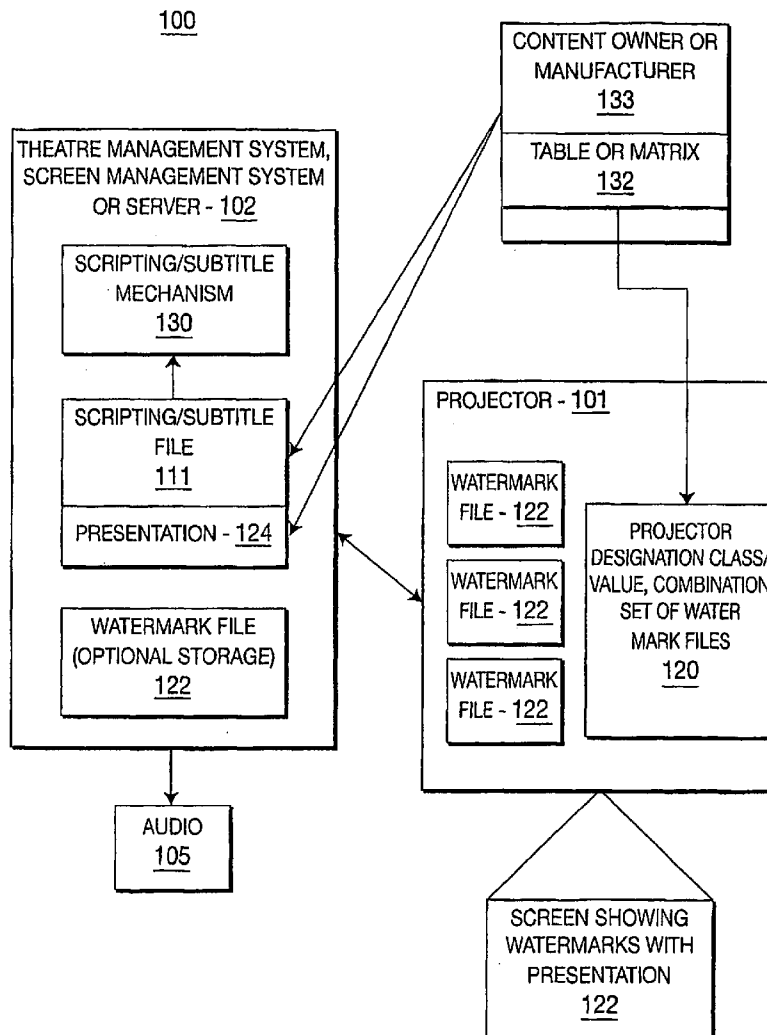 100
CONTENT OWNER OR
MANUFACTURER
133
TABLE OR MATRIX
132
THEATRE MANAGEMENT SYSTEM,
SCREEN MANAGEMENT SYSTEM
OR SERVER - 102
SCRIPTING/SUBTITLE
MECHANISM
130
SCRIPTING/SUBTITLE
FILE
111
PRESENTATION - 124
WATERMARK FILE
(OPTIONAL STORAGE)
122
AUDIO
105
PROJECTOR - 101
WATERMARK
FILE - 122
WATERMARK
FILE - 122
WATERMARK
FILE - 122
PROJECTOR
DESIGNATION CLASS/
VALUE, COMBINATION
SET OF WATER
MARK FILES
120
SCREEN SHOWING
WATERMARKS WITH
PRESENTATION
122